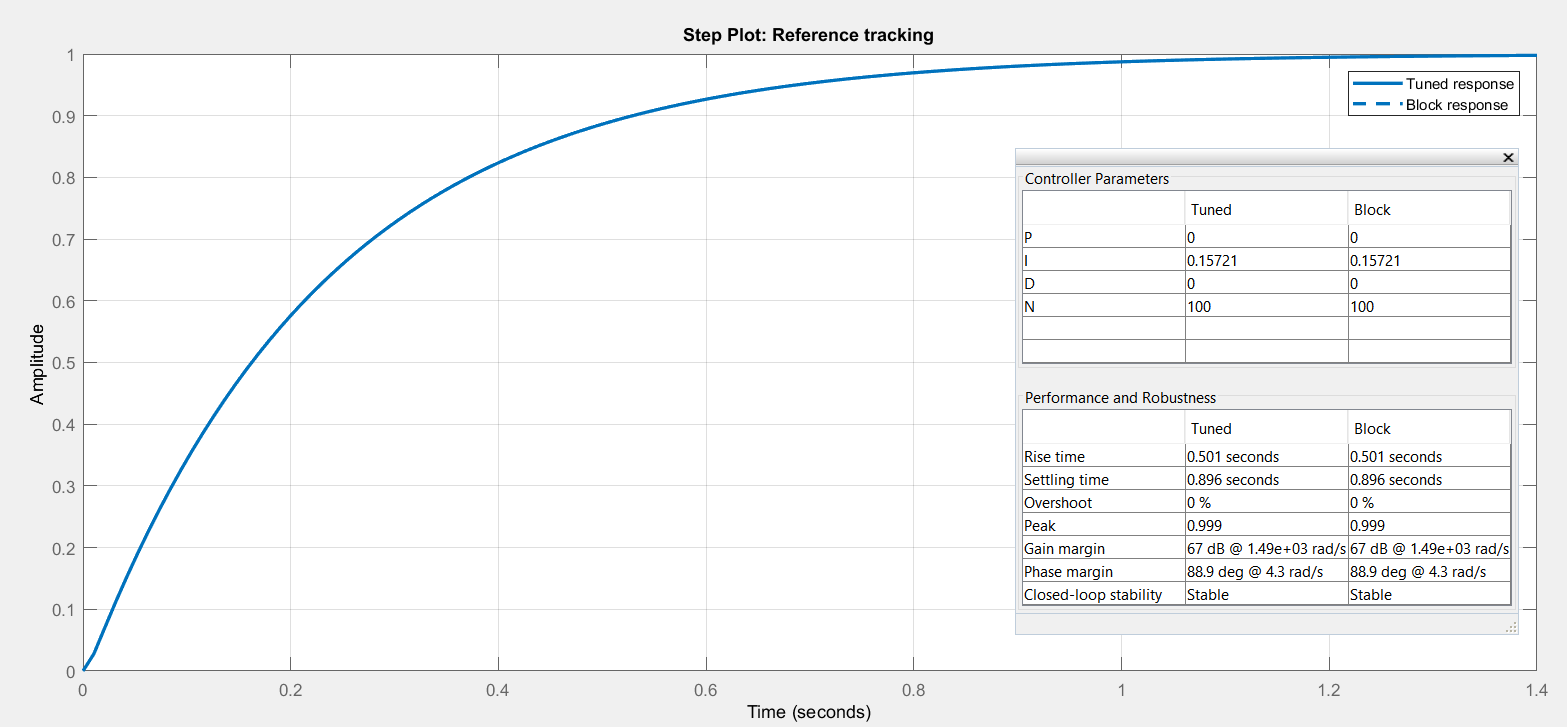 Step Plot: Reference tracking
1
0.9
0.8
0.7
0.6
0.5
0.4
0.3
0.2
0.1
0
Amplitude
0 0.2 0.4 0.6 0.8 1 1.2 1.4
Time (seconds)
Tuned response
Block response
Controller Parameters
Tuned Block
P 0 0
I 0.15721 0.15721
D 0 0
N 100 100
Performance and Robustness
Tuned Block
Rise time 0.501 seconds 0.501 seconds
Settling time 0.896 seconds 0.896 seconds
Overshoot 0 % 0 %
Peak 0.999 0.999
Gain margin 67 dB @ 1.49e+03 rad/s 67 dB @ 1.49e+03 rad/s
Phase margin 88.9 deg @ 4.3 rad/s 88.9 deg @ 4.3 rad/s
Closed-loop stability Stable Stable